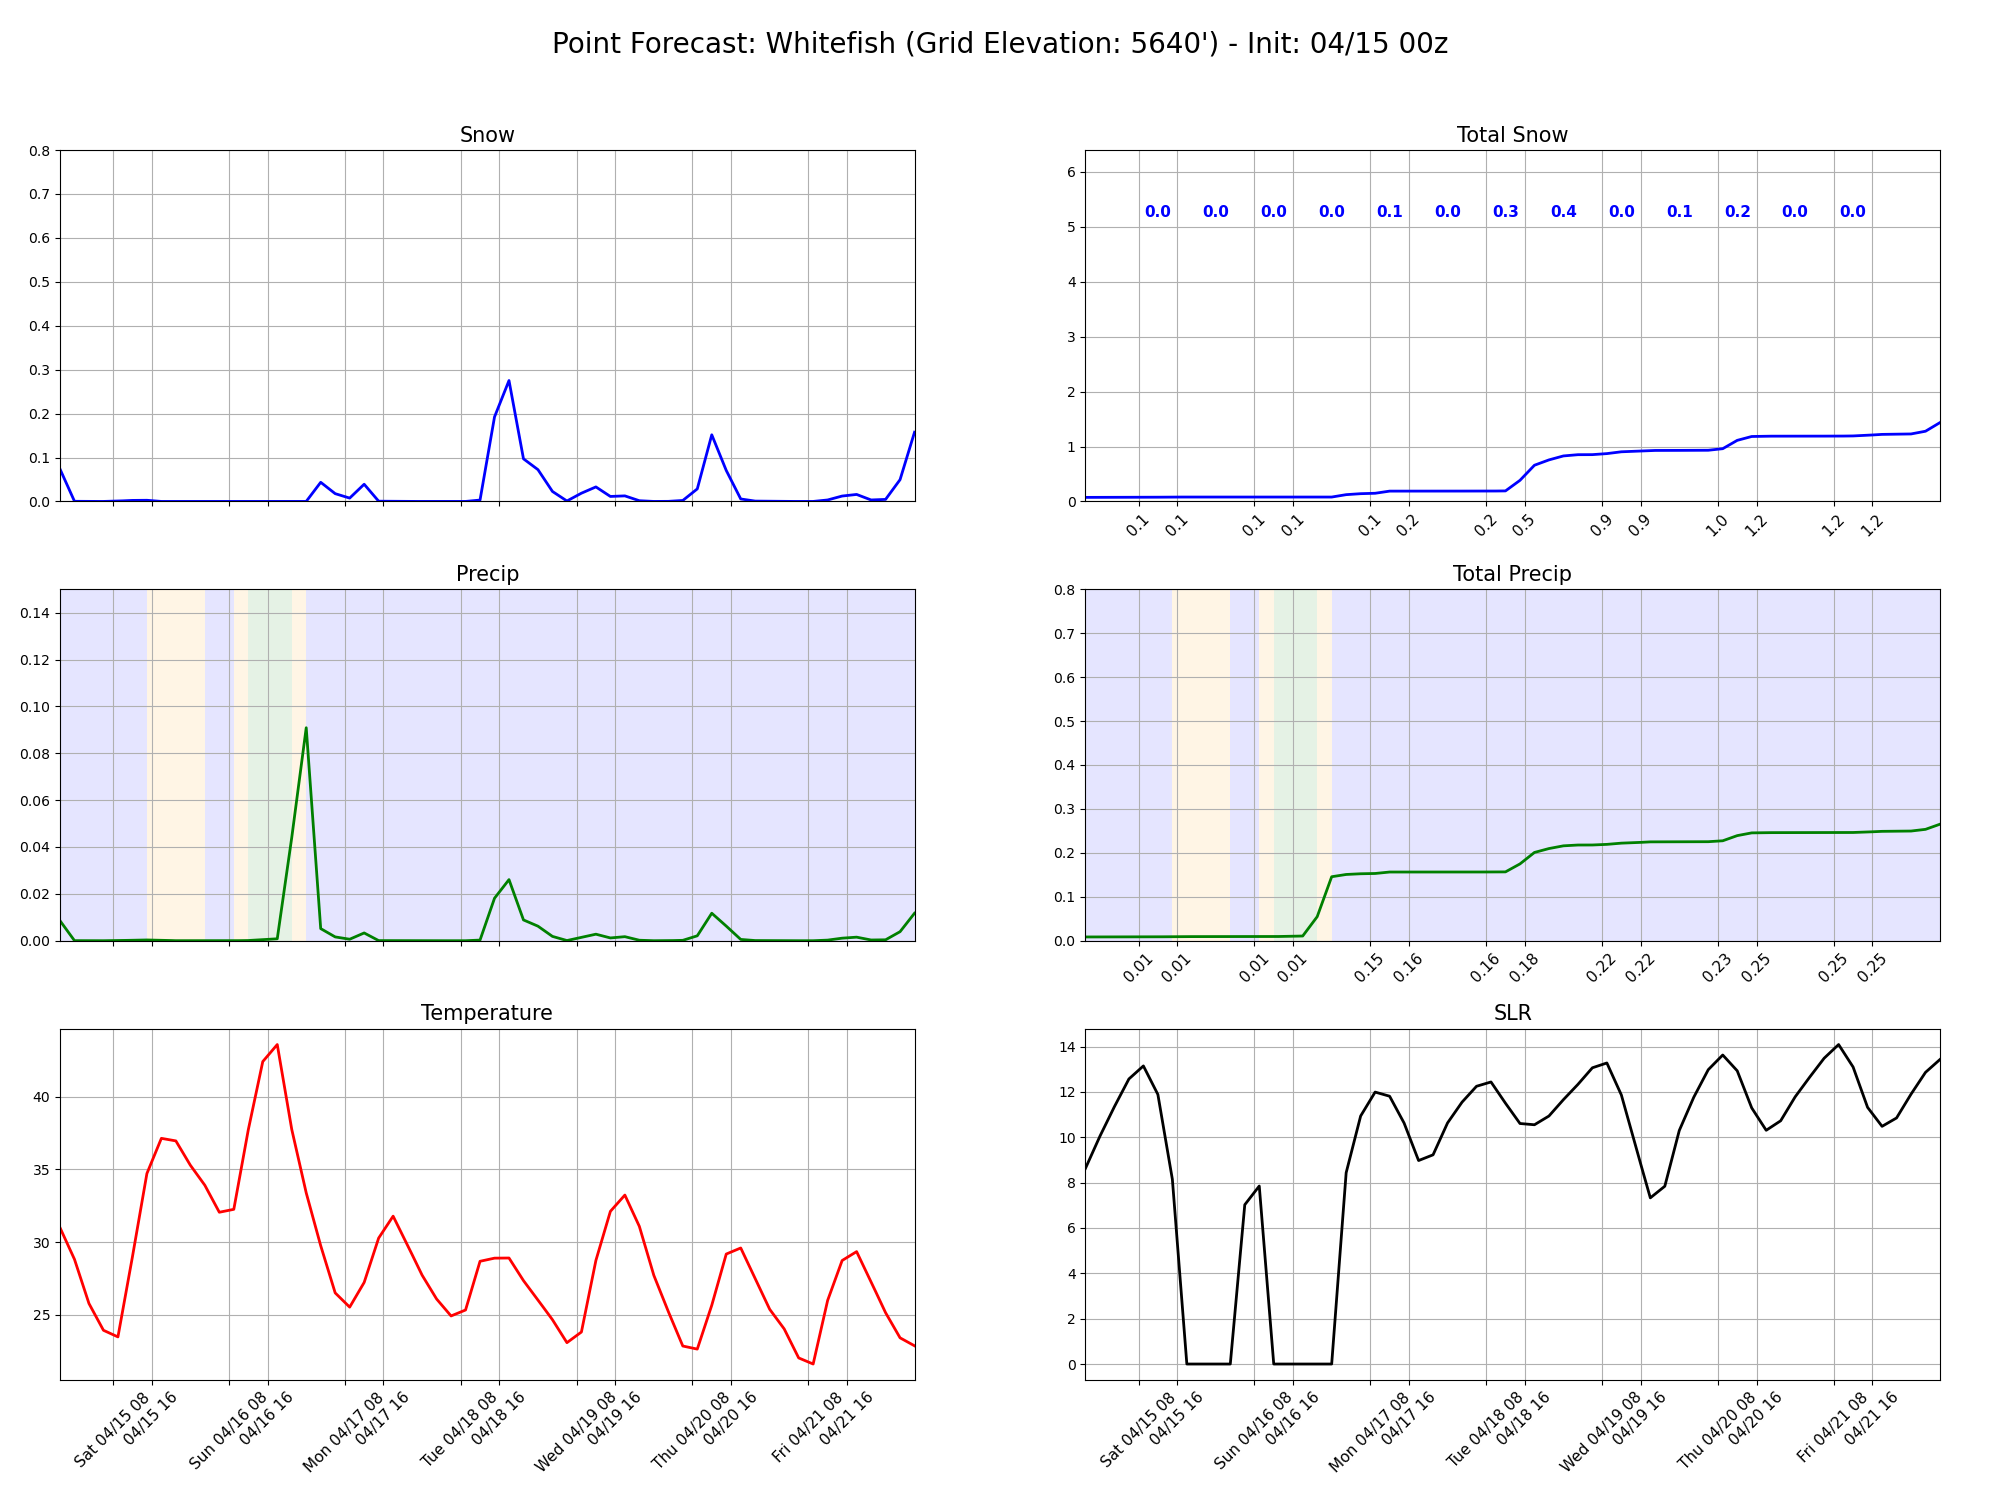 Point Forecast: Whitefish (Grid Elevation: 5640') - Init: 04/15 00z
Snow
0.8
0.7
0.6
0.5
0.4
0.3
0.2
0.1
0.0
Total Snow
6
5
4
3
2
1
0
0.0 0.0 0.0 0.0 0.1 0.0 0.3 0.4 0.0 0.1 0.2 0.0 0.0
0.1 0.1 0.1 0.1 0.1 0.2 0.2 0.5 0.9 0.9 1.0 1.2 1.2 1.2
Precip
0.14
0.12
0.10
0.08
0.06
0.04
0.02
0.00
Total Precip
0.8
0.7
0.6
0.5
0.4
0.3
0.2
0.1
0.0
0.01 0.01 0.01 0.01 0.15 0.16 0.16 0.18 0.22 0.22 0.23 0.25 0.25 0.25
Temperature
40
35
30
25
Sat 04/15 08
04/15 16
Sun 04/16 08
04/16 16
Mon 04/17 08
04/17 16
Tue 04/18 08
04/18 16
Wed 04/19 08
04/19 16
Thu 04/20 08
04/20 16
Fri 04/21 08
04/21 16
SLR
14
12
10
8
6
4
2
0
Sat 04/15 08
04/15 16
Sun 04/16 08
04/16 16
Mon 04/17 08
04/17 16
Tue 04/18 08
04/18 16
Wed 04/19 08
04/19 16
Thu 04/20 08
04/20 16
Fri 04/21 08
04/21 16